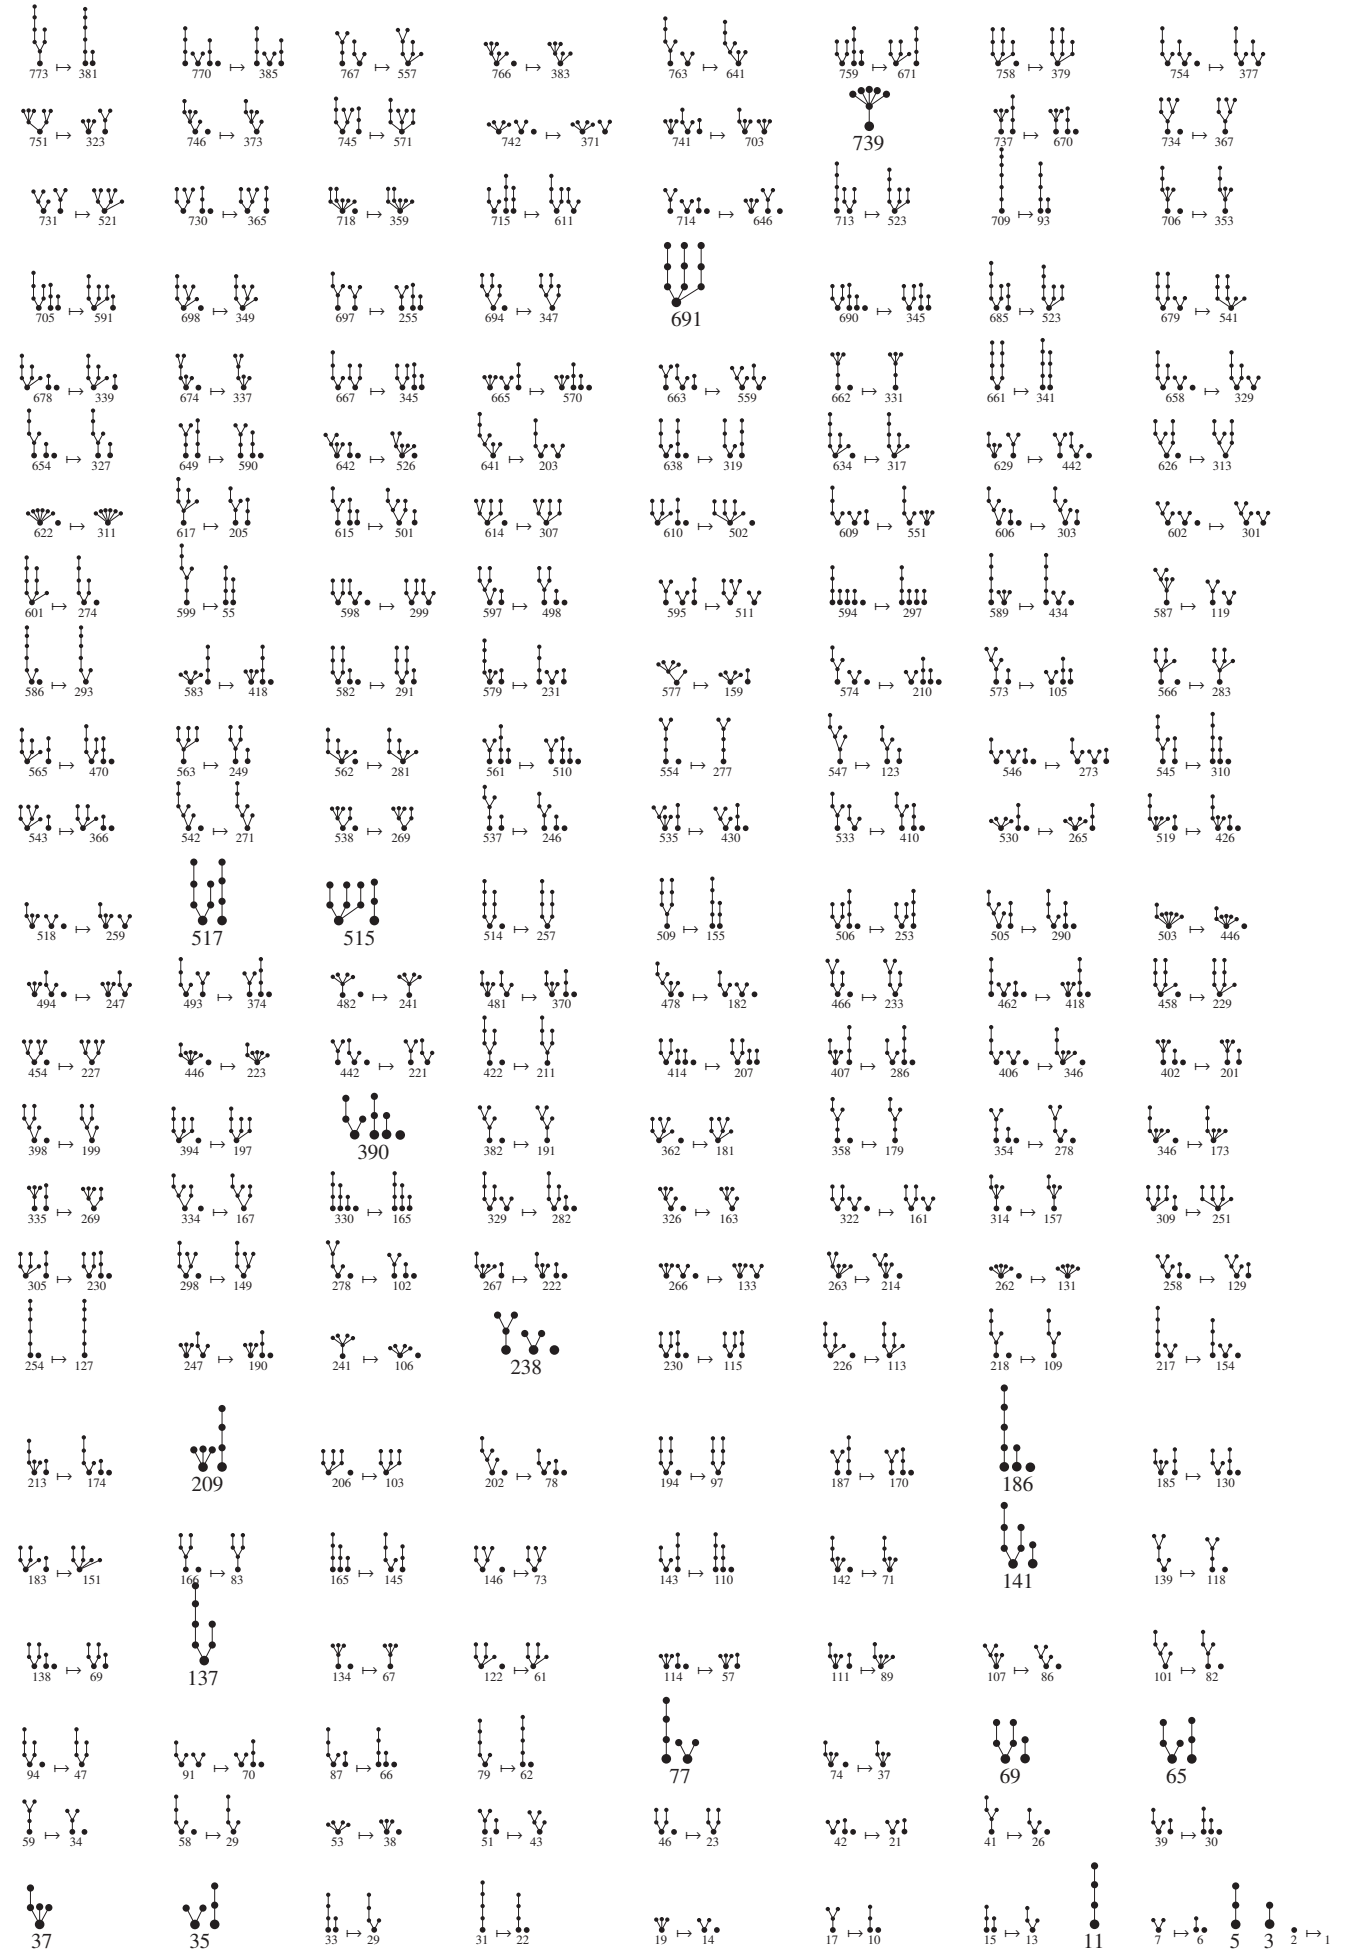 773 ↦ 381 770 ↦ 385 767 ↦ 557 766 ↦ 383 763 ↦ 641 759 ↦ 671 758 ↦ 379 754 ↦ 377
751 ↦ 323 746 ↦ 373 745 ↦ 571 742 ↦ 371 741 ↦ 703 739 737 ↦ 670 734 ↦ 367
731 ↦ 521 730 ↦ 365 718 ↦ 359 715 ↦ 611 714 ↦ 646 713 ↦ 523 709 ↦ 93 706 ↦ 353
705 ↦ 591 698 ↦ 349 697 ↦ 255 694 ↦ 347 691 690 ↦ 345 685 ↦ 523 679 ↦ 541
678 ↦ 339 674 ↦ 337 667 ↦ 345 665 ↦ 570 663 ↦ 559 662 ↦ 331 661 ↦ 341 658 ↦ 329
654 ↦ 327 649 ↦ 590 642 ↦ 526 641 ↦ 203 638 ↦ 319 634 ↦ 317 629 ↦ 442 626 ↦ 313
622 ↦ 311 617 ↦ 205 615 ↦ 501 614 ↦ 307 610 ↦ 502 609 ↦ 551 606 ↦ 303 602 ↦ 301
601 ↦ 274 599 ↦ 55 598 ↦ 299 597 ↦ 498 595 ↦ 511 594 ↦ 297 589 ↦ 434 587 ↦ 119
586 ↦ 293 583 ↦ 418 582 ↦ 291 579 ↦ 231 577 ↦ 159 574 ↦ 210 573 ↦ 105 566 ↦ 283
565 ↦ 470 563 ↦ 249 562 ↦ 281 561 ↦ 510 554 ↦ 277 547 ↦ 123 546 ↦ 273 545 ↦ 310
543 ↦ 366 542 ↦ 271 538 ↦ 269 537 ↦ 246 535 ↦ 430 533 ↦ 410 530 ↦ 265 519 ↦ 426
518 ↦ 259 517 515 514 ↦ 257 509 ↦ 155 506 ↦ 253 505 ↦ 290 503 ↦ 446
494 ↦ 247 493 ↦ 374 482 ↦ 241 481 ↦ 370 478 ↦ 182 466 ↦ 233 462 ↦ 418 458 ↦ 229
454 ↦ 227 446 ↦ 223 442 ↦ 221 422 ↦ 211 414 ↦ 207 407 ↦ 286 406 ↦ 346 402 ↦ 201
398 ↦ 199 394 ↦ 197 390 382 ↦ 191 362 ↦ 181 358 ↦ 179 354 ↦ 278 346 ↦ 173
335 ↦ 269 334 ↦ 167 330 ↦ 165 329 ↦ 282 326 ↦ 163 322 ↦ 161 314 ↦ 157 309 ↦ 251
305 ↦ 230 298 ↦ 149 278 ↦ 102 267 ↦ 222 266 ↦ 133 263 ↦ 214 262 ↦ 131 258 ↦ 129
254 ↦ 127 247 ↦ 190 241 ↦ 106 238 230 ↦ 115 226 ↦ 113 218 ↦ 109 217 ↦ 154
213 ↦ 174 209 206 ↦ 103 202 ↦ 78 194 ↦ 97 187 ↦ 170 186 185 ↦ 130
183 ↦ 151 166 ↦ 83 165 ↦ 145 146 ↦ 73 143 ↦ 110 142 ↦ 71 141 139 ↦ 118
138 ↦ 69 137 134 ↦ 67 122 ↦ 61 114 ↦ 57 111 ↦ 89 107 ↦ 86 101 ↦ 82
94 ↦ 47 91 ↦ 70 87 ↦ 66 79 ↦ 62 77 74 ↦ 37 69 65
59 ↦ 34 58 ↦ 29 53 ↦ 38 51 ↦ 43 46 ↦ 23 42 ↦ 21 41 ↦ 26 39 ↦ 30
37 35 33 ↦ 29 31 ↦ 22 19 ↦ 14 17 ↦ 10 15 ↦ 13 11 7 ↦ 6 5 3 2 ↦ 1